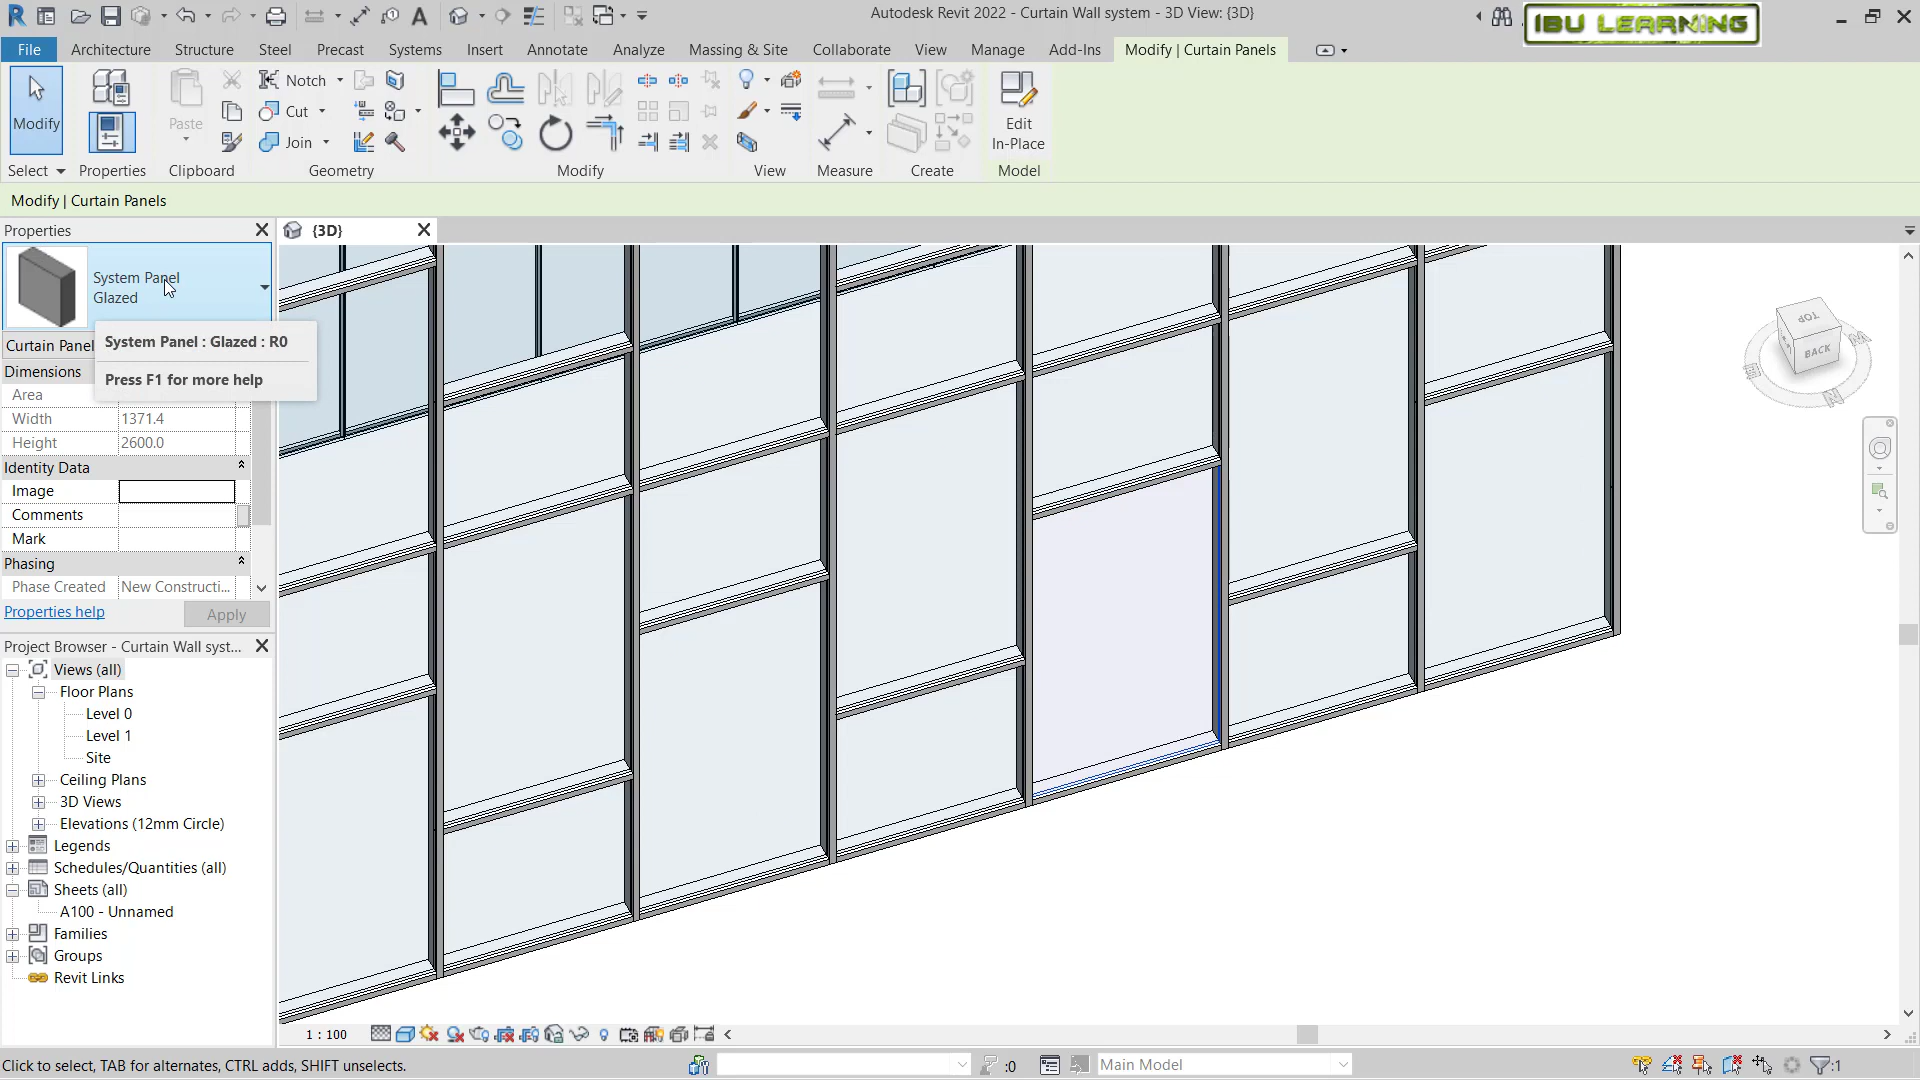 Autodesk Revit 2022 - Curtain Wall system - 3D View: {3D}
IBU LEARNING
File Architecture Structure Steel Precast Systems Insert Annotate Analyze Massing & Site Collaborate View Manage Add-Ins Modify | Curtain Panels
Modify
Paste
Notch
Cut
Join
Edit
In-Place
Select Properties Clipboard Geometry Modify View Measure Create Model
Modify | Curtain Panels
Properties
{3D}
System Panel
Glazed
System Panel : Glazed : R0
Press F1 for more help
Curtain Panel
Dimensions
Area
Width 1371.4
Height 2600.0
Identity Data
Image
Comments
Mark
Phasing
Phase Created New Constructi...
Properties help
Apply
Project Browser - Curtain Wall syst...
Views (all)
Floor Plans
Level 0
Level 1
Site
Ceiling Plans
3D Views
Elevations (12mm Circle)
Legends
Schedules/Quantities (all)
Sheets (all)
A100 - Unnamed
Families
Groups
Revit Links
TOP
BACK
1 : 100
Click to select, TAB for alternates, CTRL adds, SHIFT unselects.
:0
Main Model
:1